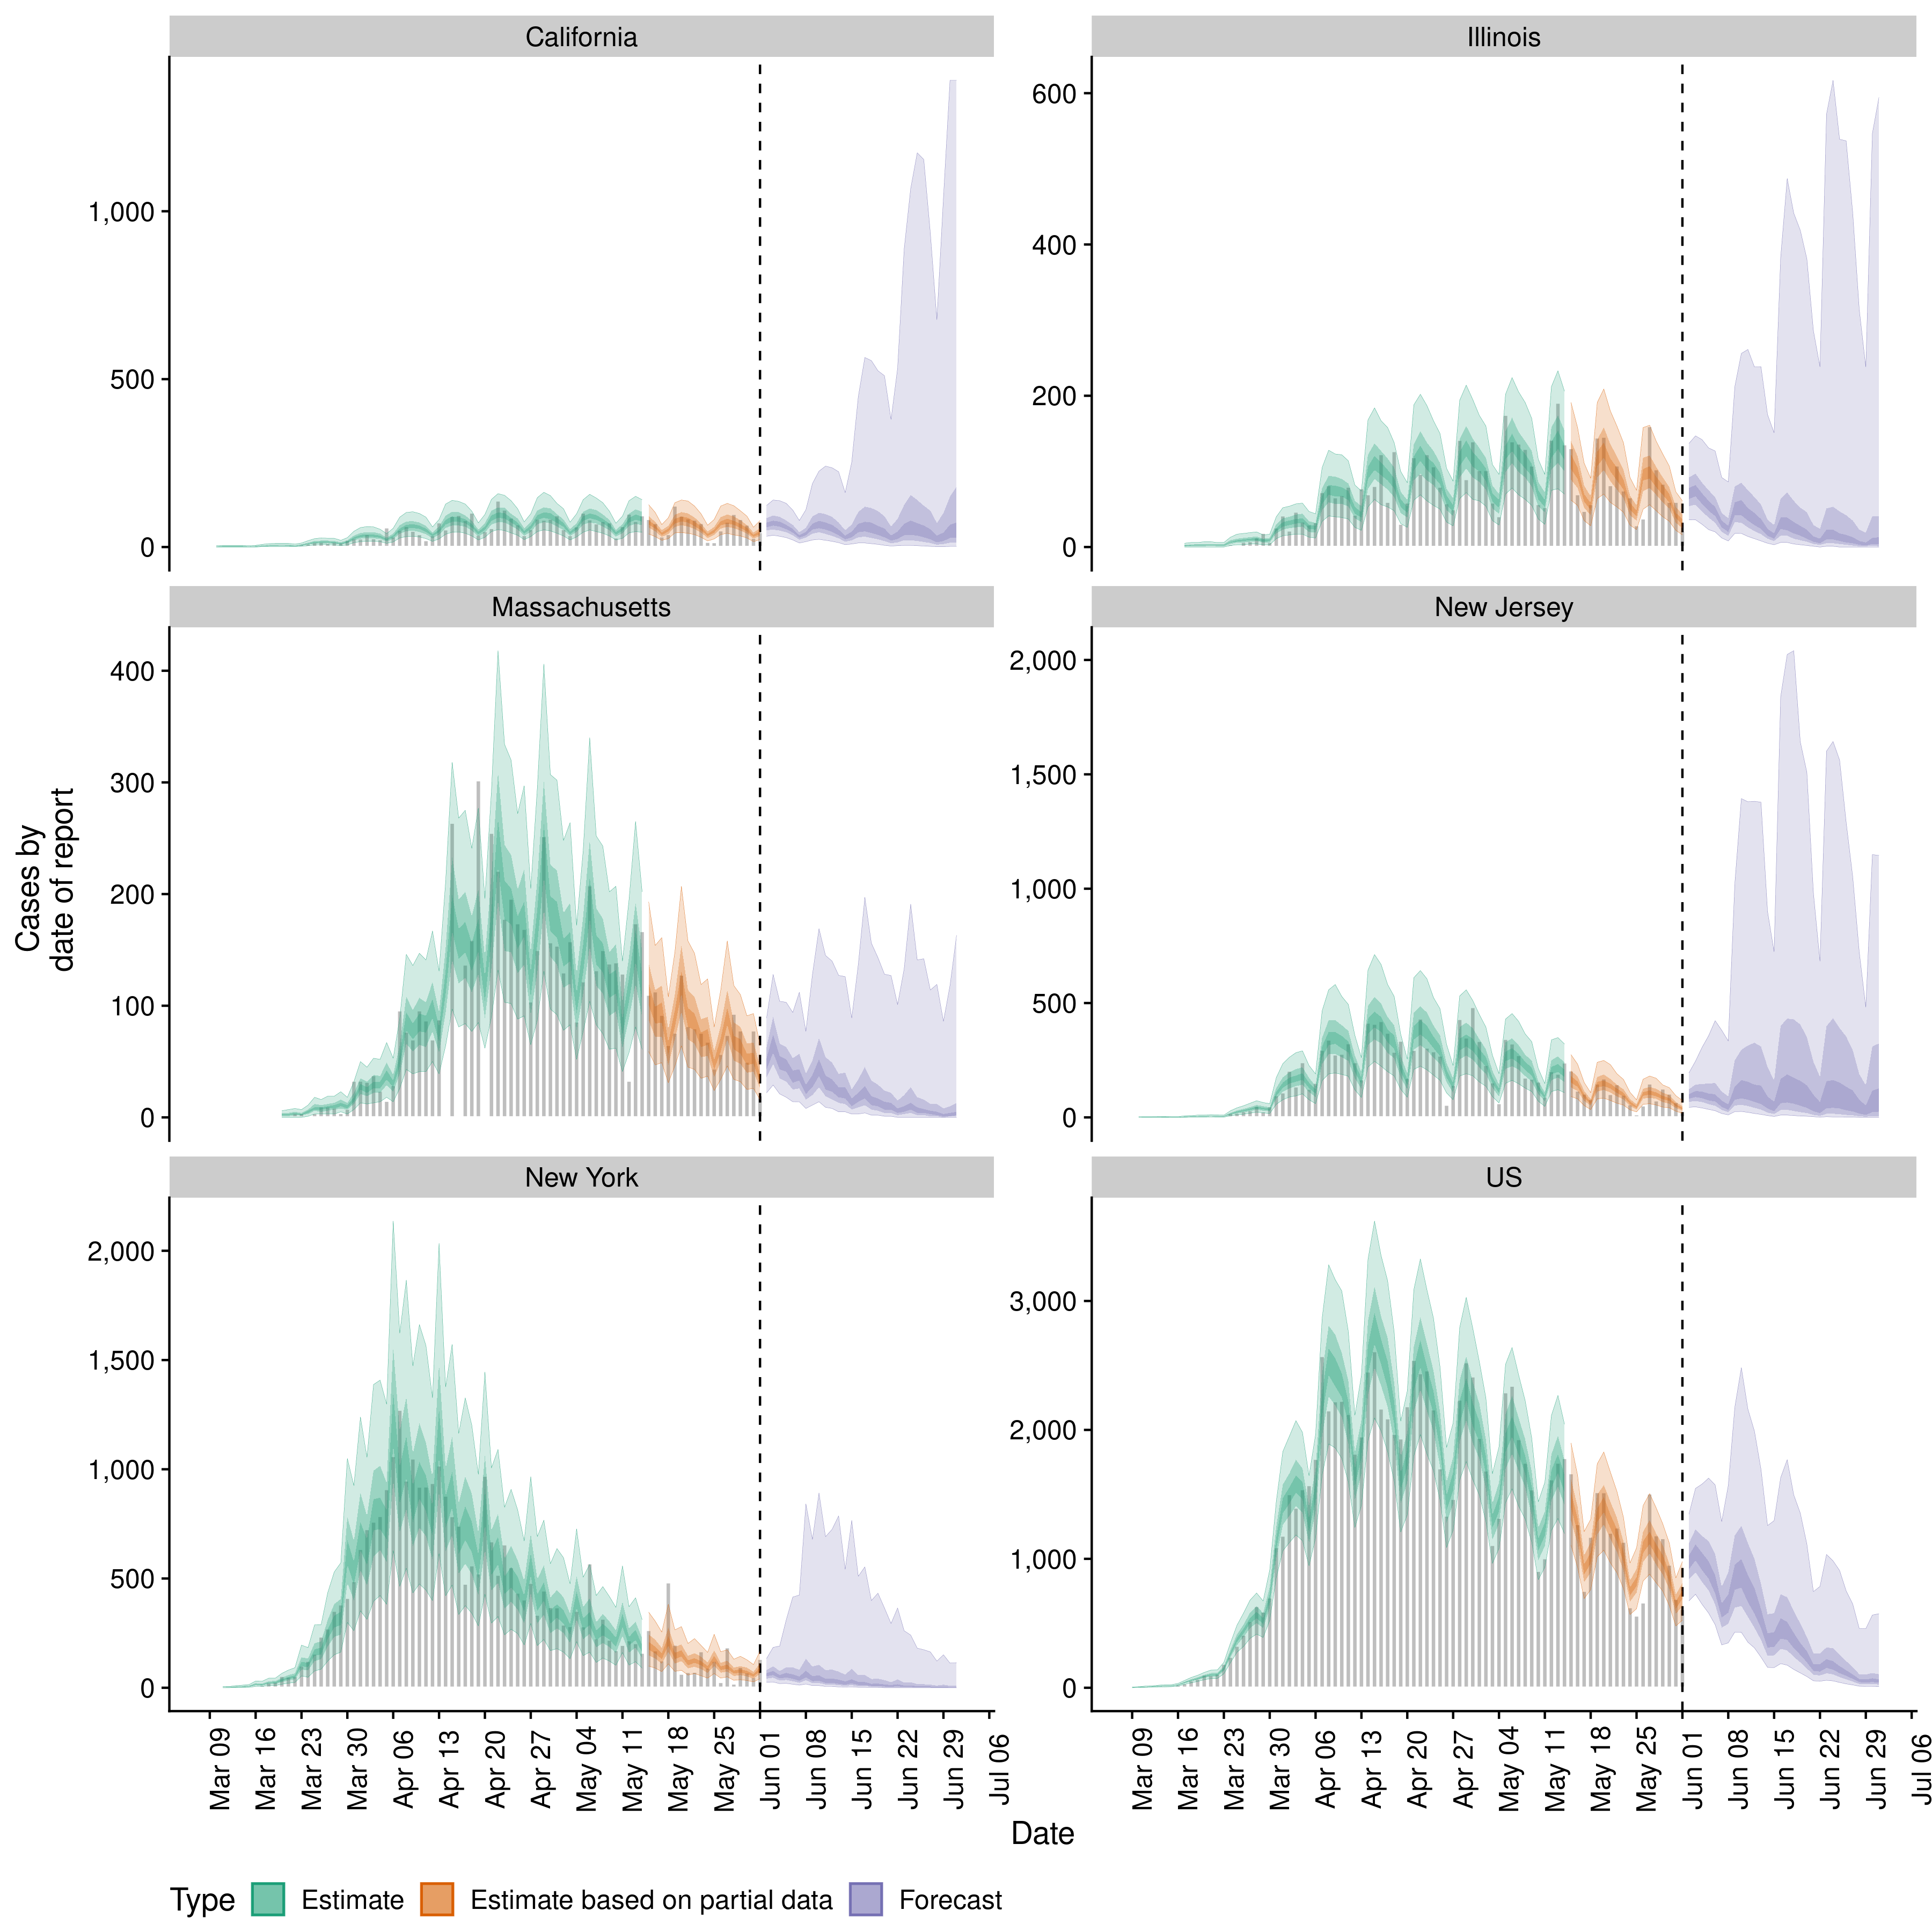 California
Illinois
1,000
500
0
600
400
200
0
Massachusetts
New Jersey
400
300
200
100
0
2,000
1,500
1,000
500
0
New York
US
2,000
1,500
1,000
500
0
3,000
2,000
1,000
0
Cases by
date of report
Mar 09 Mar 16 Mar 23 Mar 30 Apr 06 Apr 13 Apr 20 Apr 27 May 04 May 11 May 18 May 25 Jun 01 Jun 08 Jun 15 Jun 22 Jun 29 Jul 06
Mar 09 Mar 16 Mar 23 Mar 30 Apr 06 Apr 13 Apr 20 Apr 27 May 04 May 11 May 18 May 25 Jun 01 Jun 08 Jun 15 Jun 22 Jun 29 Jul 06
Date
Type Estimate Estimate based on partial data Forecast